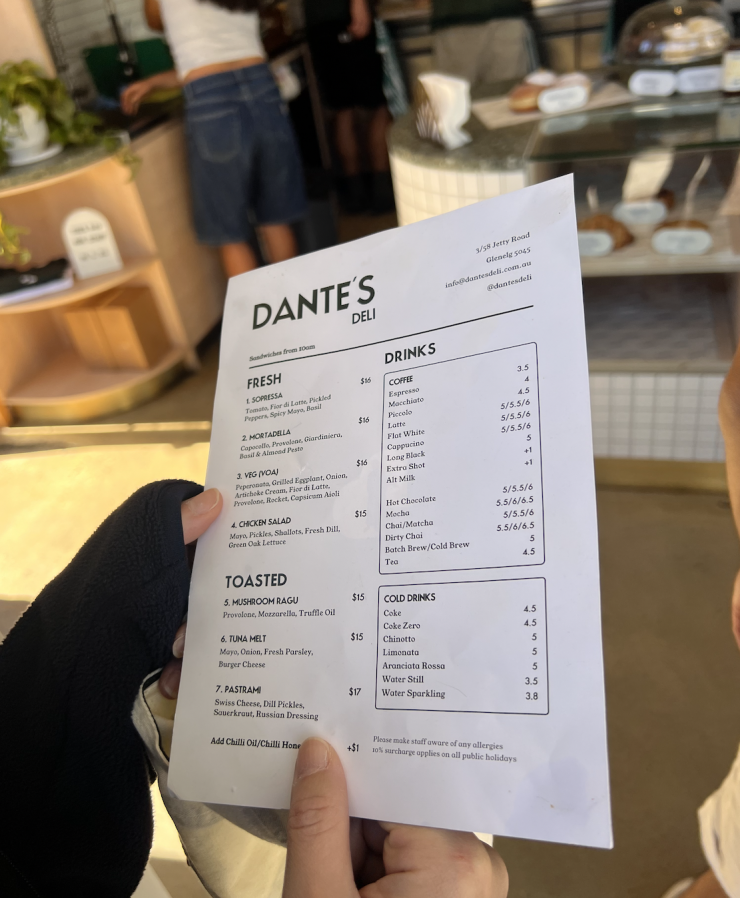 DANTE'S
DELI
3/58 Jetty Road
Glenelg 5045
info@dantesdeli.com.au
@dantesdeli
Sandwiches from 10am
FRESH
1. SOPRESSA $16
Tomato, Fior di Latte, Pickled
Peppers, Spicy Mayo, Basil
2. MORTADELLA $16
Capocollo, Provolone, Giardiniera,
Basil & Almond Pesto
3. VEG (VOA) $16
Peperonata, Grilled Eggplant, Onion,
Artichoke Cream, Fior di Latte,
Provolone, Rocket, Capsicum Aioli
4. CHICKEN SALAD $15
Mayo, Pickles, Shallots, Fresh Dill,
Green Oak Lettuce
TOASTED
5. MUSHROOM RAGU $15
Provolone, Mozzarella, Truffle Oil
6. TUNA MELT $15
Mayo, Onion, Fresh Parsley,
Burger Cheese
7. PASTRAMI $17
Swiss Cheese, Dill Pickles,
Souerkraut, Russian Dressing
Add Chilli Oil/Chilli Hone +$1
DRINKS
COFFEE
Espresso 3.5
Macchiato 4
Piccolo 4.5
Latte 5/5.5/6
Flat White 5/5.5/6
Cappucino 5/5.5/6
Long Black 5
Extra Shot +1
Alt Milk +1
Hot Chocolate 5/5.5/6
Mocha 5.5/6/6.5
Chai/Matcha 5/5.5/6
Dirty Chai 5.5/6/6.5
Batch Brew/Cold Brew 5
Tea 4.5
COLD DRINKS
Coke 4.5
Coke Zero 4.5
Chinotto 5
Limonata 5
Aranciata Rossa 5
Water Still 3.5
Water Sparkling 3.8
Please make staff aware of any allergies
10% surcharge applies on all public holidays